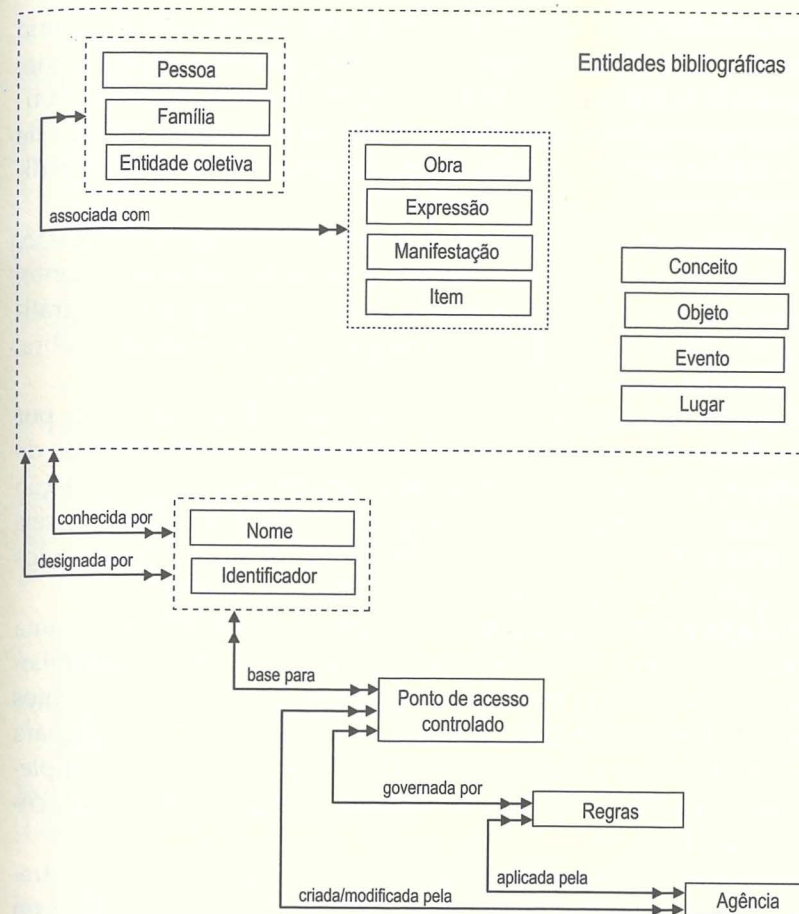 Entidades bibliográficas
Pessoa
Família
Entidade coletiva
associada com
Obra
Expressão
Manifestação
Item
Conceito
Objeto
Evento
Lugar
conhecida por
designada por
Nome
Identificador
base para
Ponto de acesso
controlado
governada por
Regras
aplicada pela
criada/modificada pela
Agência